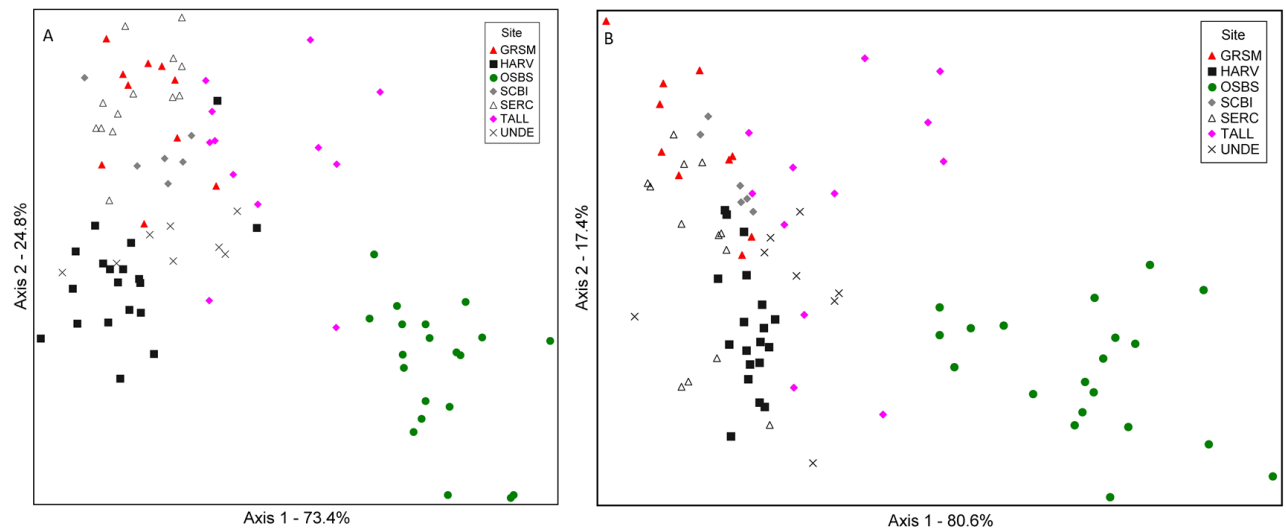 A
Site
GRSM
HARV
OSBS
SCBI
SERC
TALL
UNDE
Axis 2 - 24.8%
Axis 1 - 73.4%
B
Site
GRSM
HARV
OSBS
SCBI
SERC
TALL
UNDE
Axis 2 - 17.4%
Axis 1 - 80.6%